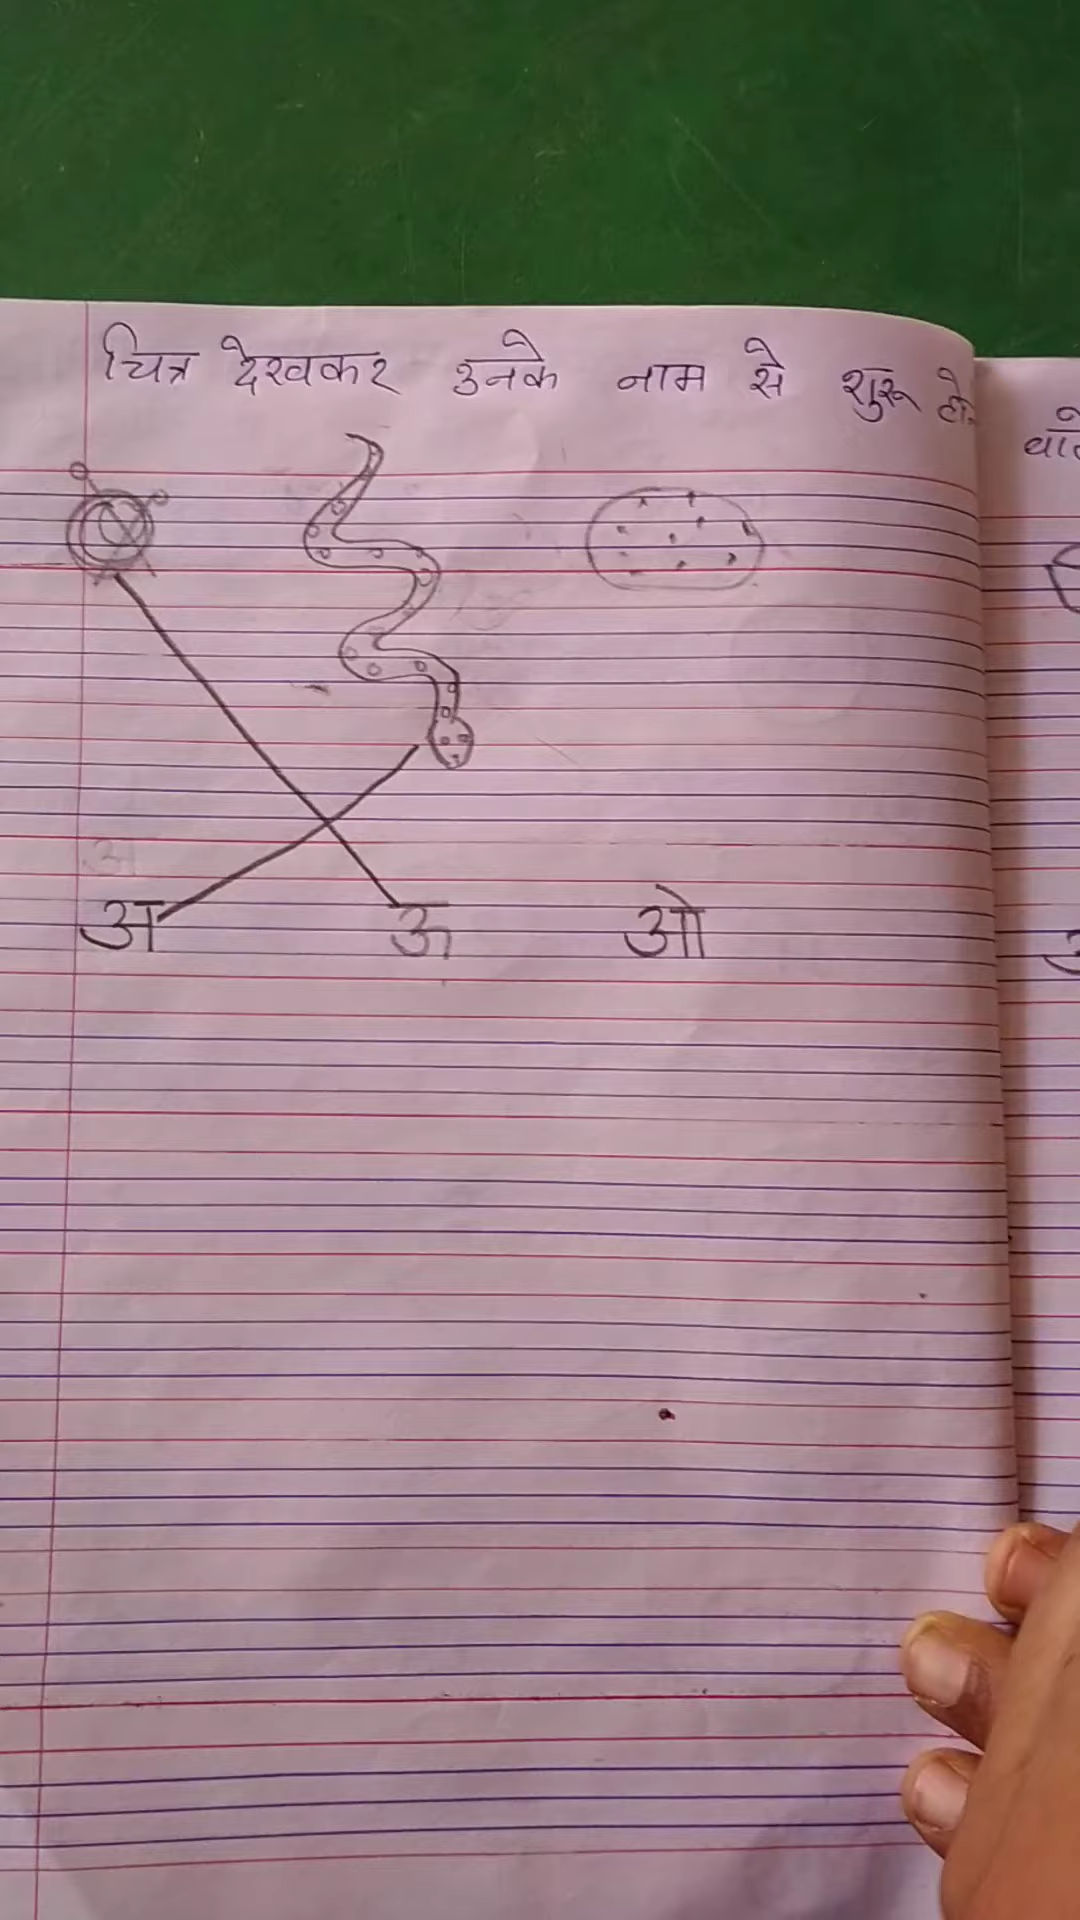 चित्र देखकर उनके नाम से शुरू
अ ऊ ओ